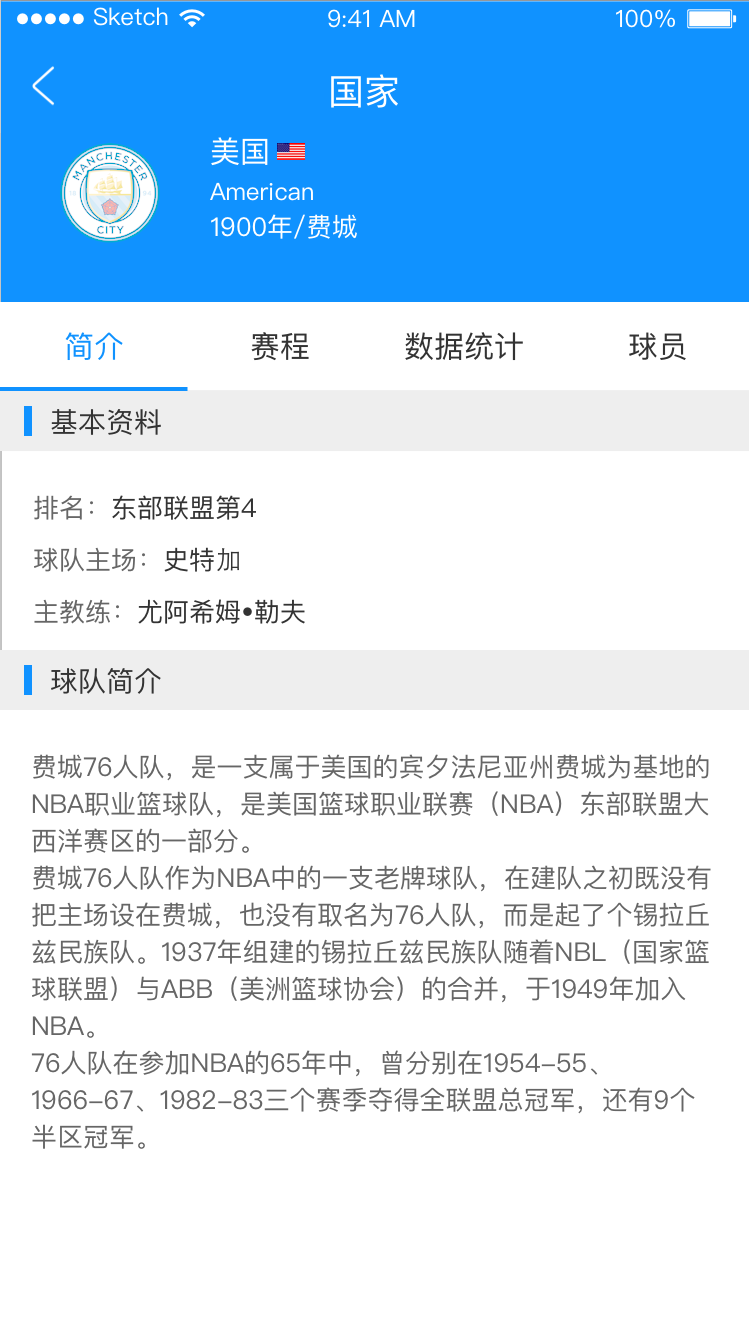 Sketch 9:41 AM 100%
国家
MANCHESTER
CITY
美国
American
1900年/费城
简介 赛程 数据统计 球员
基本资料
排名：东部联盟第4
球队主场：史特加
主教练：尤阿希姆•勒夫
球队简介
费城76人队，是一支属于美国的宾夕法尼亚州费城为基地的
NBA职业篮球队，是美国篮球职业联赛（NBA）东部联盟大
西洋赛区的一部分。
费城76人队作为NBA中的一支老牌球队，在建队之初既没有
把主场设在费城，也没有取名为76人队，而是起了个锡拉丘
兹民族队。1937年组建的锡拉丘兹民族队随着NBL（国家篮
球联盟）与ABB（美洲篮球协会）的合并，于1949年加入
NBA。
76人队在参加NBA的65年中，曾分别在1954–55、
1966–67、1982–83三个赛季夺得全联盟总冠军，还有9个
半区冠军。